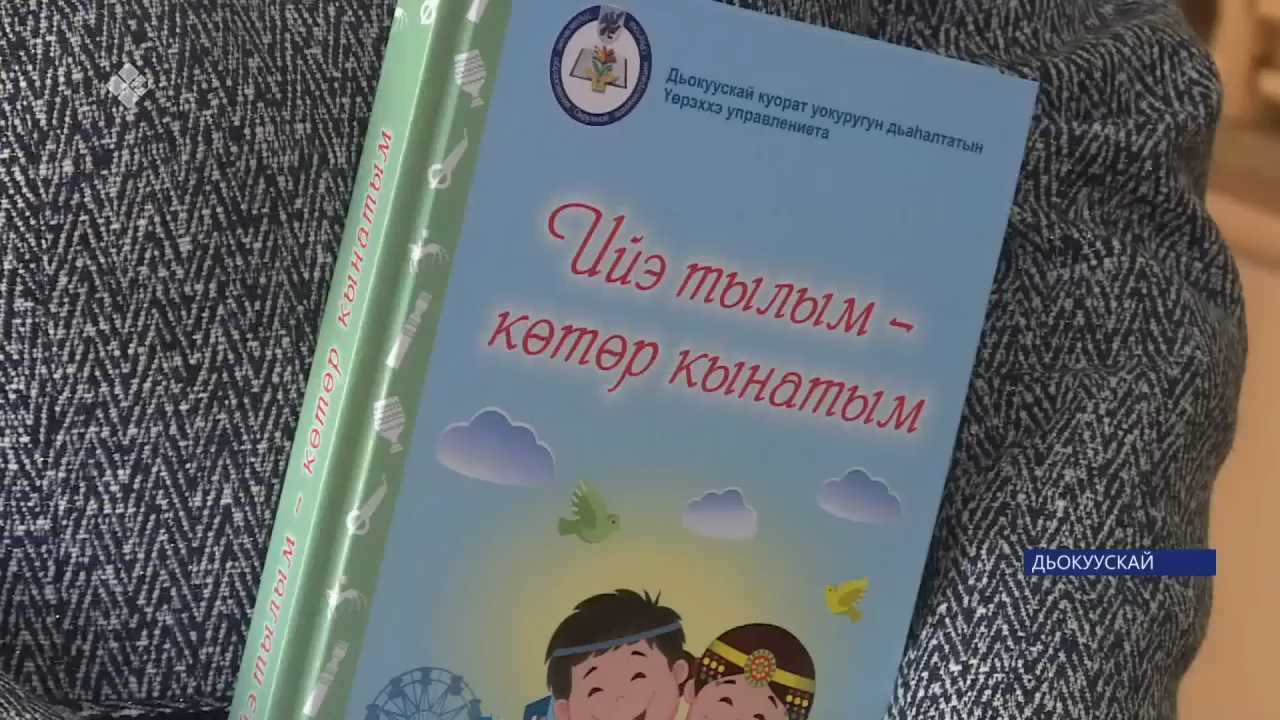 Дьокуускай куорат уокуругун дьаһалтатын
Үөрэххэ управлениета
Ийэ тылым -
көтөр кынатым
тылым - көтөр кынатым
ДЬОКУУСКАЙ